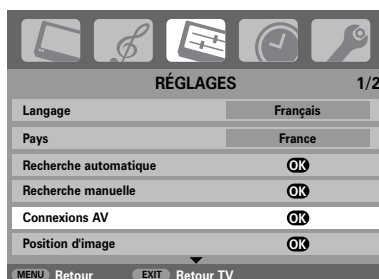 RÉGLAGES 1/2
Langage Français
Pays France
Recherche automatique OK
Recherche manuelle OK
Connexions AV OK
Position d'image OK
MENU Retour EXIT Retour TV